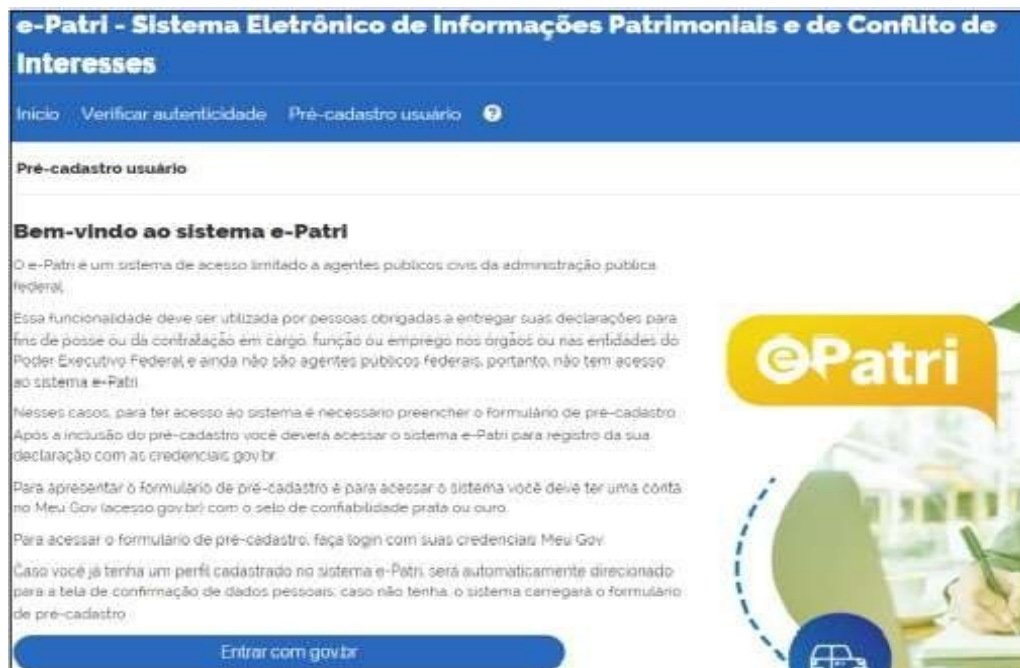 e-Patri - Sistema Eletrônico de Informações Patrimoniais e de Conflito de
Interesses
Início Verificar autenticidade Pré-cadastro usuário ?
Pré-cadastro usuário
Bem-vindo ao sistema e-Patri
O e-Patri é um sistema de acesso limitado a agentes públicos civis da administração pública
federal.
Essa funcionalidade deve ser utilizada por pessoas obrigadas a entregar suas declarações para
fins de posse ou da contratação em cargo, função ou emprego nos órgãos ou nas entidades do
Poder Executivo Federal e ainda não são agentes públicos federais, portanto, não tem acesso
ao sistema e-Patri.
Nesses casos, para ter acesso ao sistema é necessário preencher o formulário de pré-cadastro.
Após a inclusão do pré-cadastro você deverá acessar o sistema e-Patri para registro da sua
declaração com as credenciais gov.br.
Para apresentar o formulário de pré-cadastro e para acessar o sistema você deve ter uma conta
no Meu Gov (acesso gov.br) com o selo de confiabilidade prata ou ouro.
Para acessar o formulário de pré-cadastro, faça login com suas credenciais Meu Gov.
Caso você já tenha um perfil cadastrado no sistema e-Patri, será automaticamente direcionado
para a tela de confirmação de dados pessoais, caso não tenha, o sistema carregará o formulário
de pré-cadastro.
Entrar com gov.br
ePatri